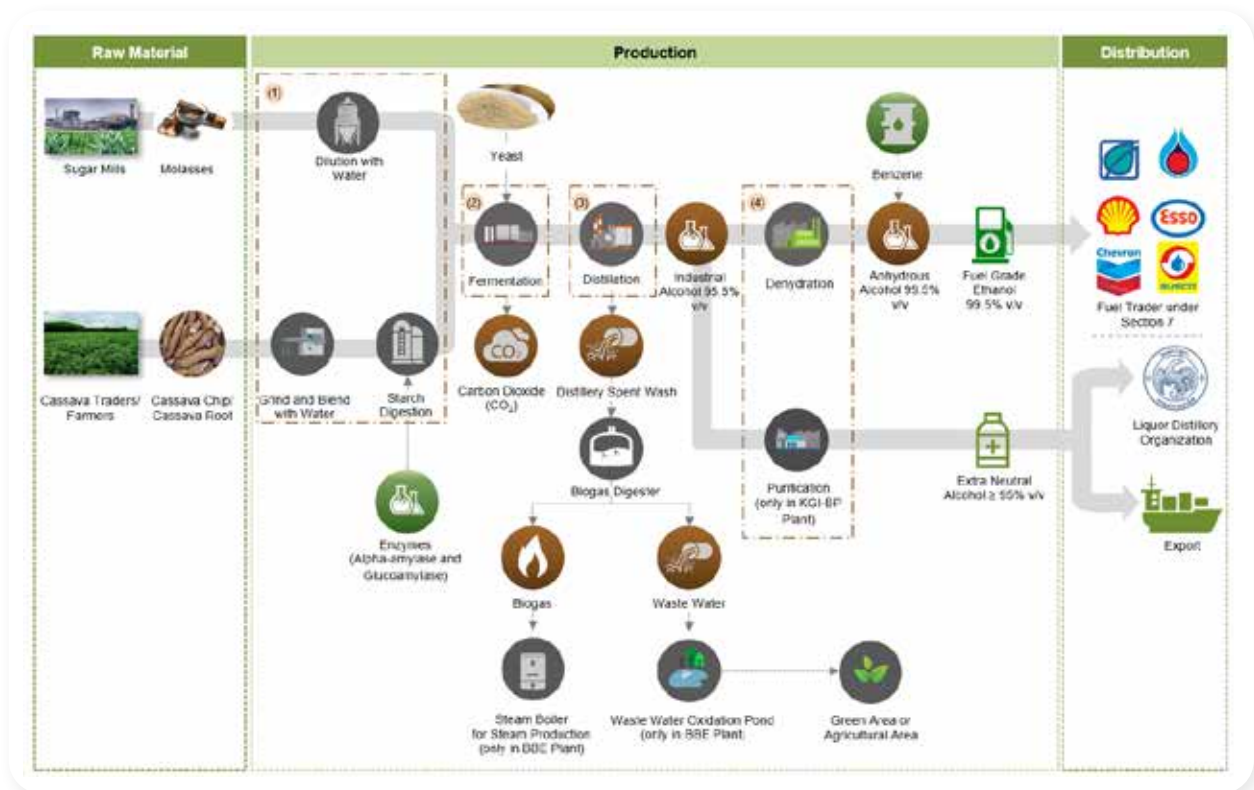 Raw Material
Production
Distribution
(1)
Sugar Mills
Molasses
Dilution with
Water
Yeast
Benzene
(2)
Fermentation
(3)
Distillation
Industrial
Alcohol 95.5%
v/v
(4)
Dehydration
Anhydrous
Alcohol 99.5%
v/v
Fuel Grade
Ethanol
99.5% v/v
Esso
Chevron
Fuel Trader under
Section 7
Cassava Traders/
Farmers
Cassava Chip/
Cassava Root
Grind and Blend
with Water
Starch
Digestion
CO₂
Carbon Dioxide
(CO₂)
Distillery Spent Wash
Liquor Distillery
Organization
Biogas Digester
Purification
(only in KGI-BP
Plant)
Extra Neutral
Alcohol ≥ 95% v/v
Export
Enzymes
(Alpha-amylase and
Glucoamylase)
Biogas
Waste Water
Steam Boiler
for Steam Production
(only in BBE Plant)
Waste Water Oxidation Pond
(only in BBE Plant)
Green Area or
Agricultural Area